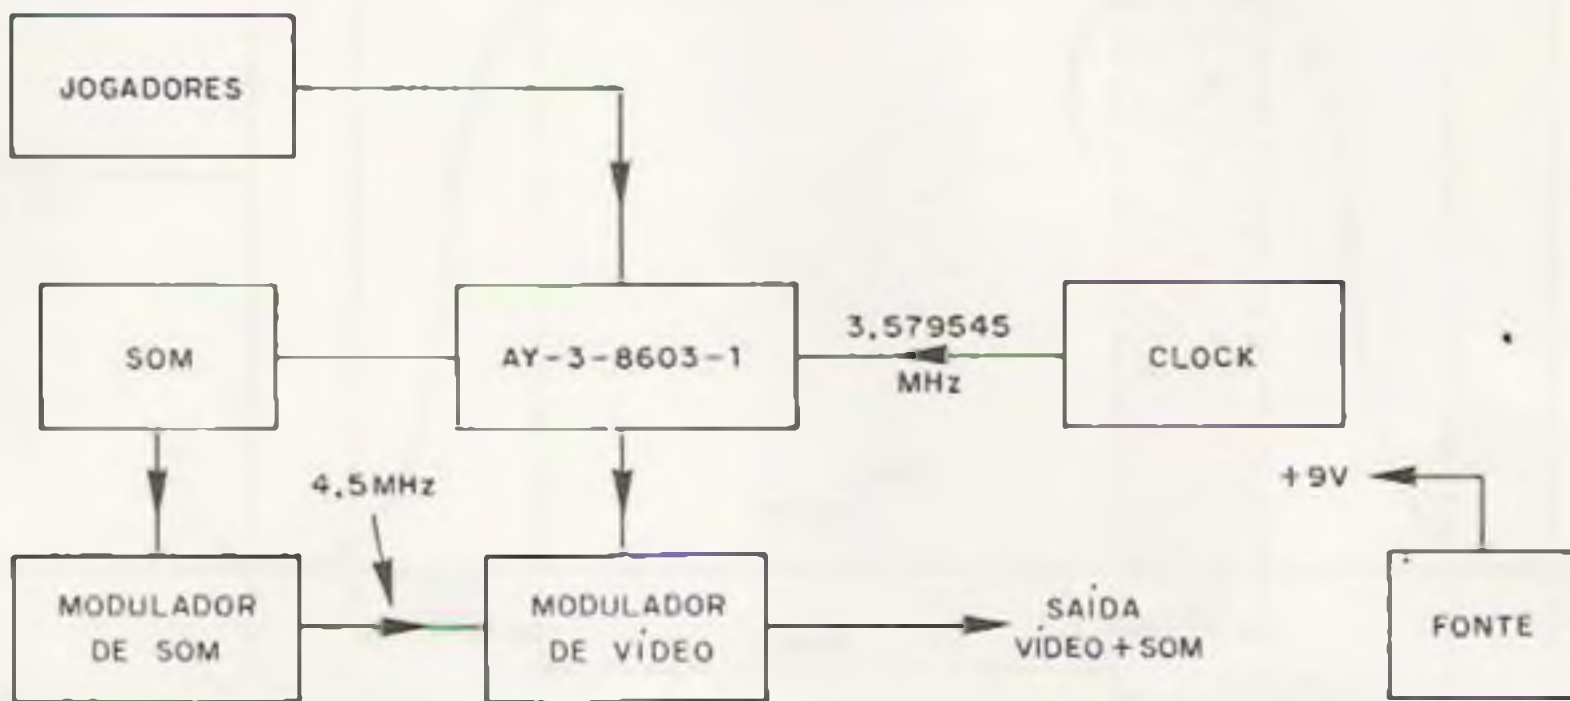 JOGADORES
SOM
AY-3-8603-1
3.579545
MHz
CLOCK
4.5MHz
+9V
MODULADOR
DE SOM
MODULADOR
DE VÍDEO
SAÍDA
VÍDEO + SOM
FONTE